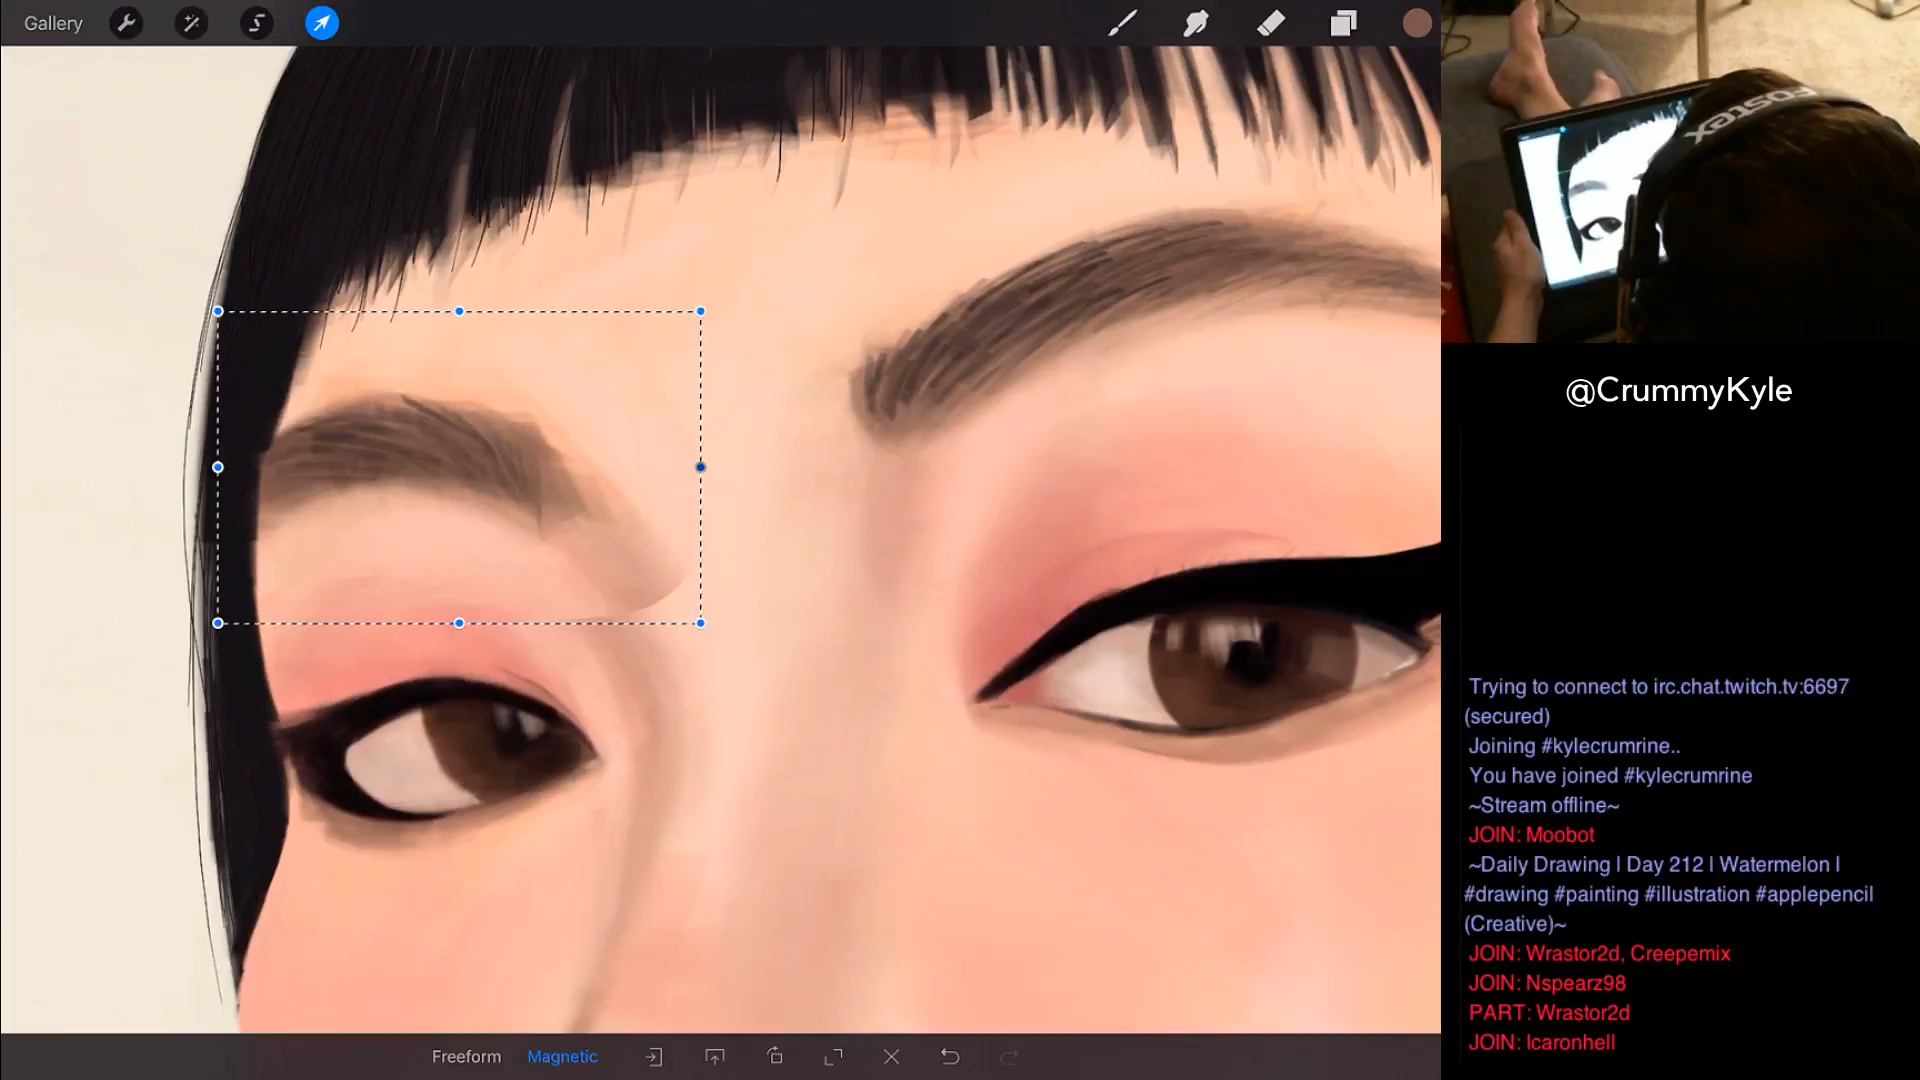 Gallery
FOSTEX
@CrummyKyle
Trying to connect to irc.chat.twitch.tv:6697
(secured)
Joining #kylecrumrine..
You have joined #kylecrumrine
~Stream offline~
JOIN: Moobot
~Daily Drawing | Day 212 | Watermelon |
#drawing #painting #illustration #applepencil
(Creative)~
JOIN: Wrastor2d, Creepemix
JOIN: Nspearz98
PART: Wrastor2d
JOIN: Icaronhell
Freeform Magnetic